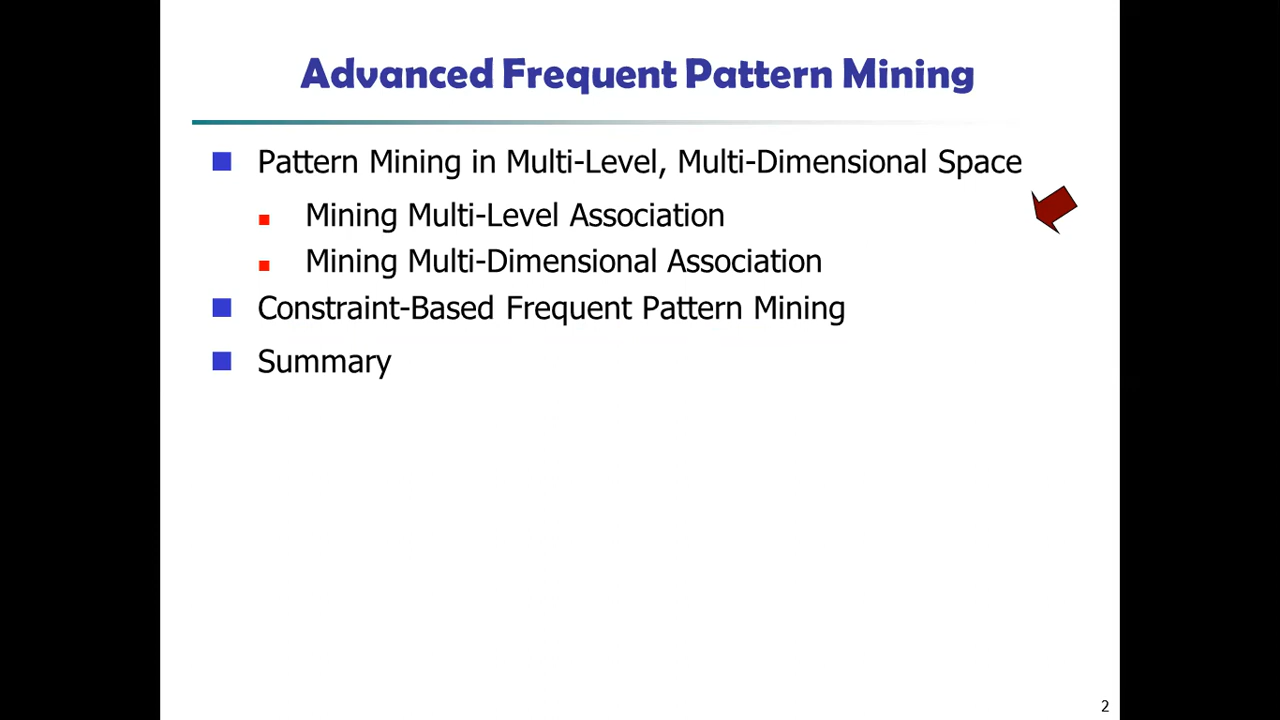 Advanced Frequent Pattern Mining
Pattern Mining in Multi-Level, Multi-Dimensional Space
Mining Multi-Level Association
Mining Multi-Dimensional Association
Constraint-Based Frequent Pattern Mining
Summary
2